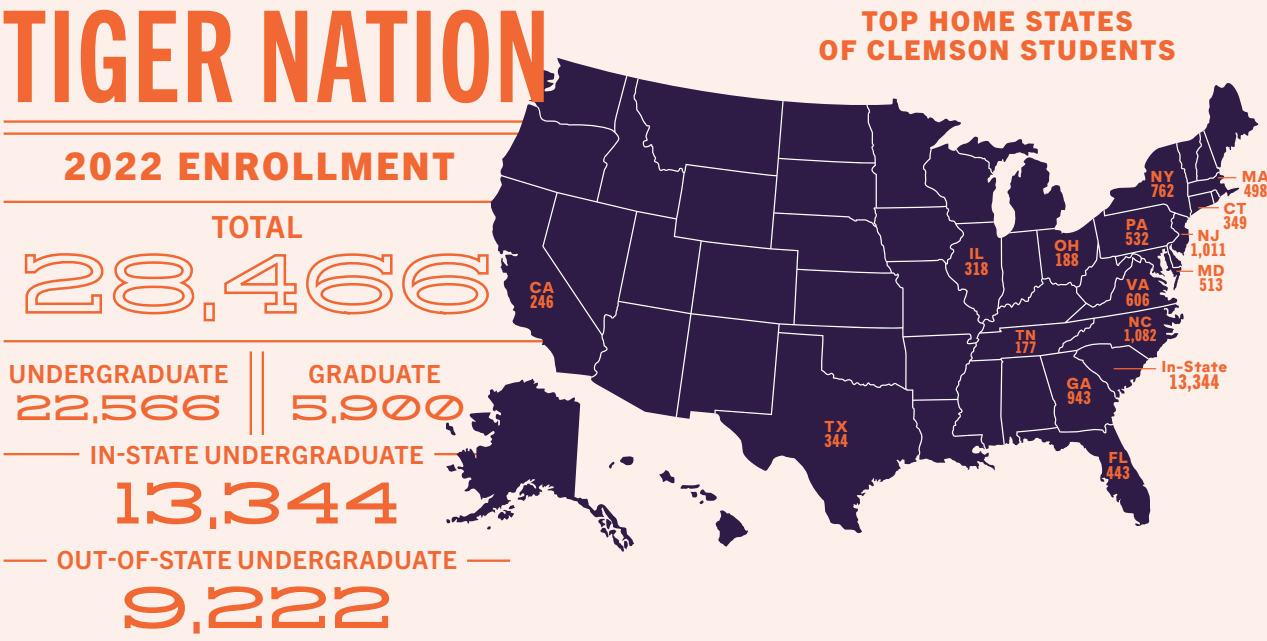 TIGER NATION
2022 ENROLLMENT
TOTAL
28,466
UNDERGRADUATE
22,566
GRADUATE
5,900
IN-STATE UNDERGRADUATE
13,344
OUT-OF-STATE UNDERGRADUATE
9,222
TOP HOME STATES
OF CLEMSON STUDENTS
NY
762
MA
498
CT
349
PA
532
NJ
1,011
OH
188
IL
318
MD
513
CA
246
VA
606
NC
1,082
TN
177
In-State
13,344
GA
943
TX
344
FL
443